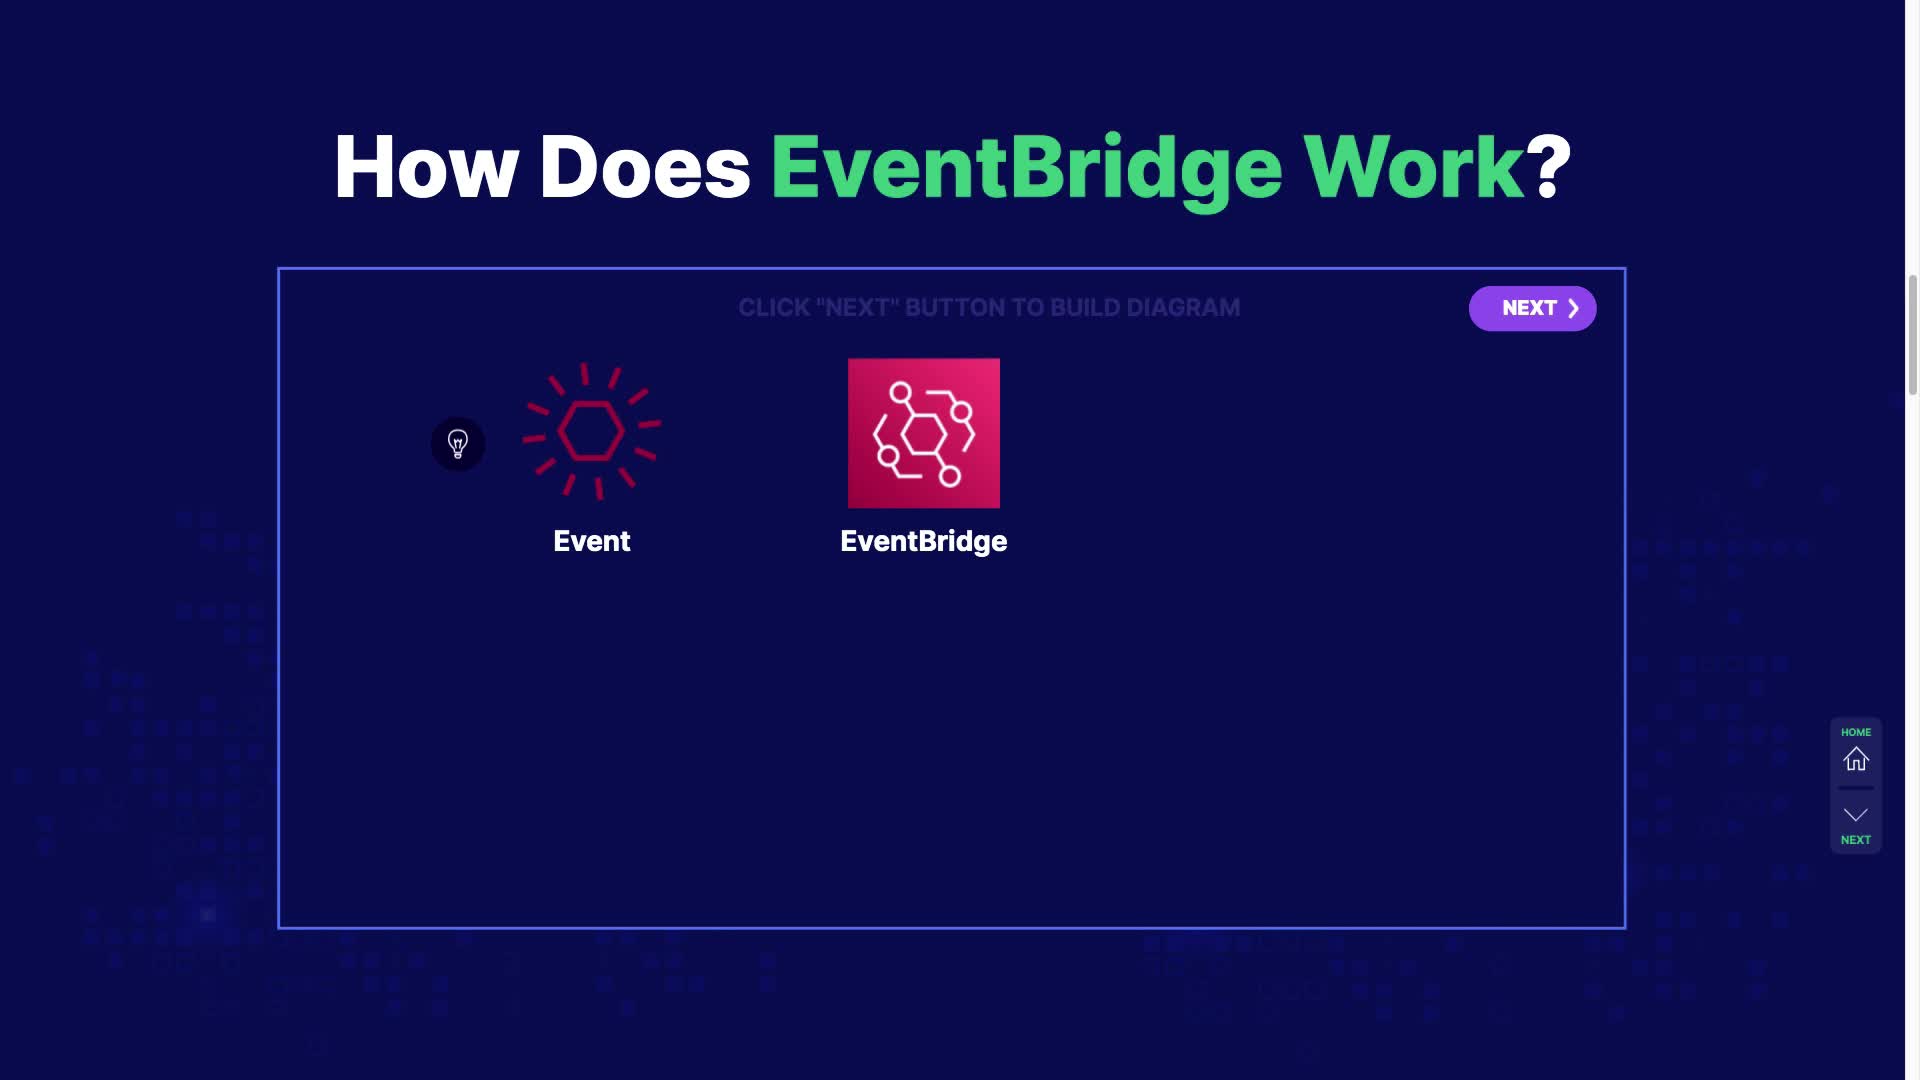 How Does EventBridge Work?
CLICK "NEXT" BUTTON TO BUILD DIAGRAM
NEXT
Event
EventBridge
HOME
NEXT